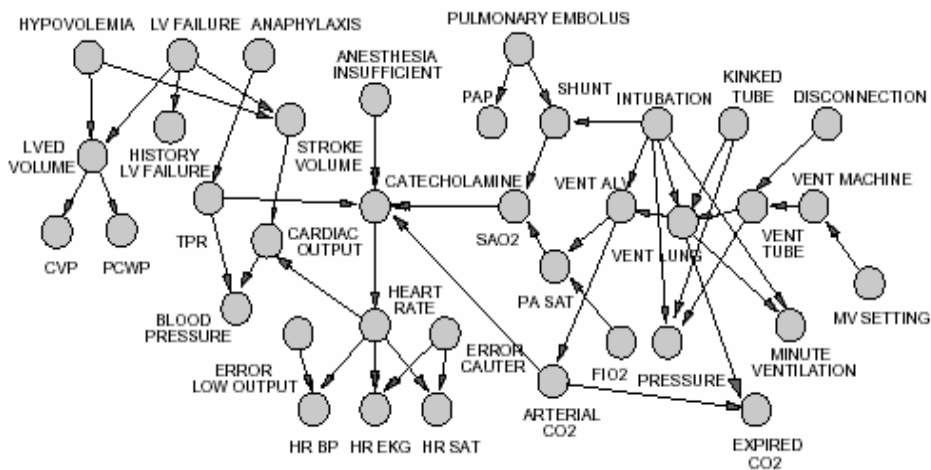 HYPOVOLEMIA
LV FAILURE
ANAPHYLAXIS
PULMONARY EMBOLUS
ANESTHESIA
INSUFFICIENT
PAP
SHUNT
INTUBATION
KINKED
TUBE
DISCONNECTION
LVED
VOLUME
HISTORY
LV FAILURE
STROKE
VOLUME
CATECHOLAMINE
VENT ALV
VENT MACHINE
TPR
CARDIAC
OUTPUT
SAO2
VENT LUNG
VENT
TUBE
CVP
PCWP
PA SAT
BLOOD
PRESSURE
HEART
RATE
MV SETTING
ERROR
LOW OUTPUT
ERROR
CAUTER
FIO2
PRESSURE
MINUTE
VENTILATION
HR BP
HR EKG
HR SAT
ARTERIAL
CO2
EXPIRED
CO2